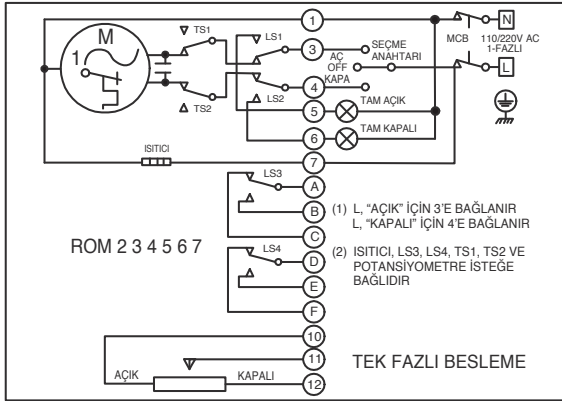 M
1
TS1
TS2
LS1
LS2
1
3
4
5
6
7
SEÇME
ANAHTARI
AÇ
OFF
KAPA
TAM AÇIK
TAM KAPALI
MCB
N
L
110/220V AC
1-FAZLI
ISITICI
LS3
A
B
C
LS4
D
E
F
(1) L, “AÇIK” İÇİN 3’E BAĞLANIR
L, “KAPALI” İÇİN 4’E BAĞLANIR
(2) ISITICI, LS3, LS4, TS1, TS2 VE
POTANSİYOMETRE İSTEĞE
BAĞLIDIR
ROM 2 3 4 5 6 7
10
11
12
AÇIK
KAPALI
TEK FAZLI BESLEME